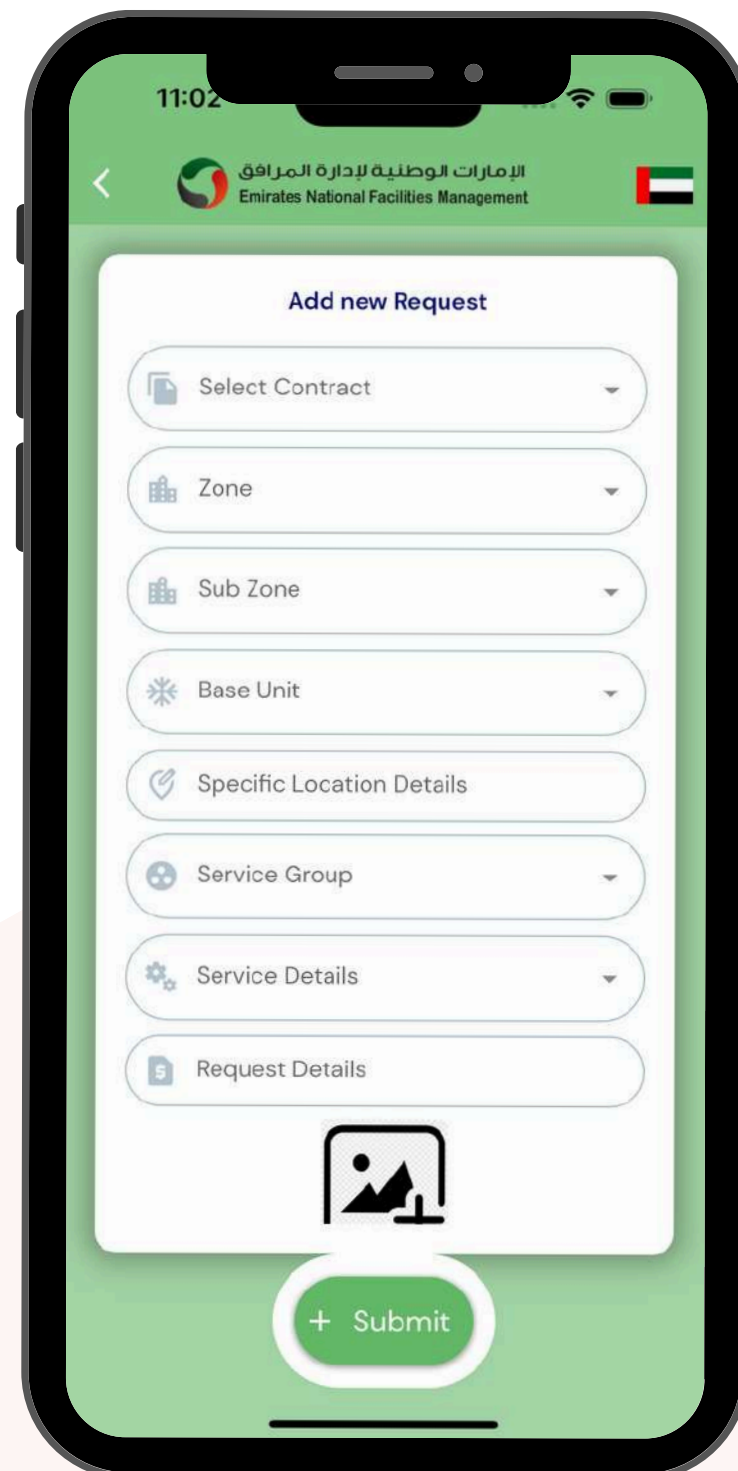 11:02
الإمارات الوطنية لإدارة المرافق
Emirates National Facilities Management
Add new Request
Select Contract
Zone
Sub Zone
Base Unit
Specific Location Details
Service Group
Service Details
Request Details
+ Submit